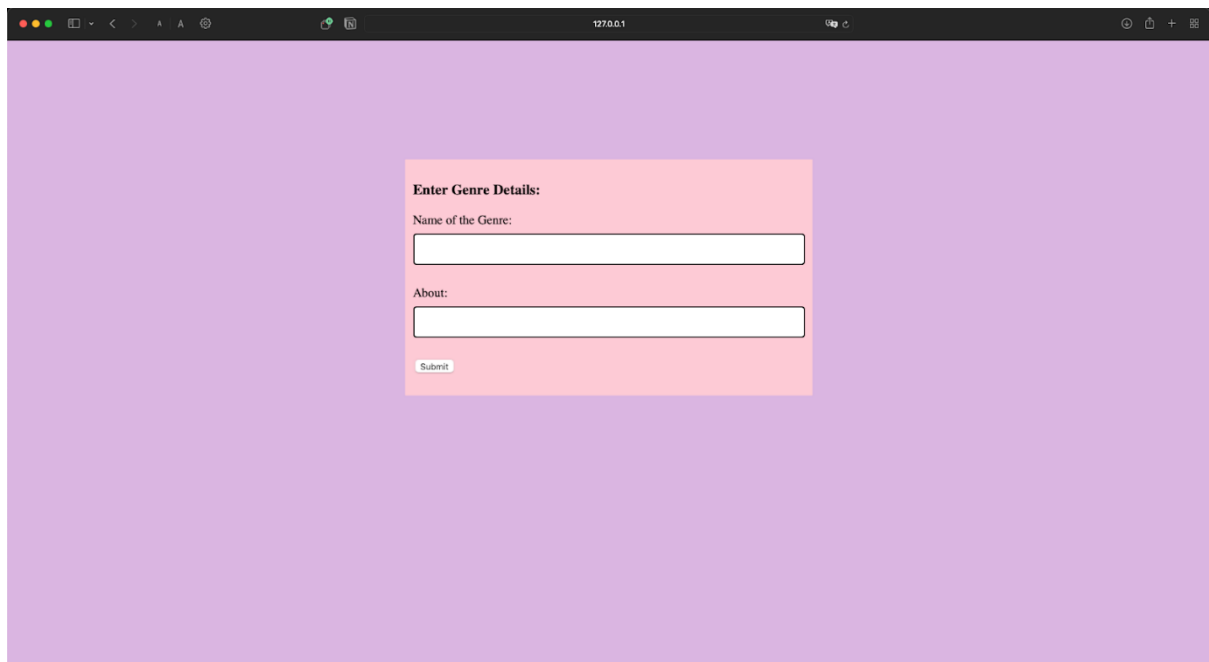 A A 127.0.0.1
Enter Genre Details:
Name of the Genre:
About:
Submit